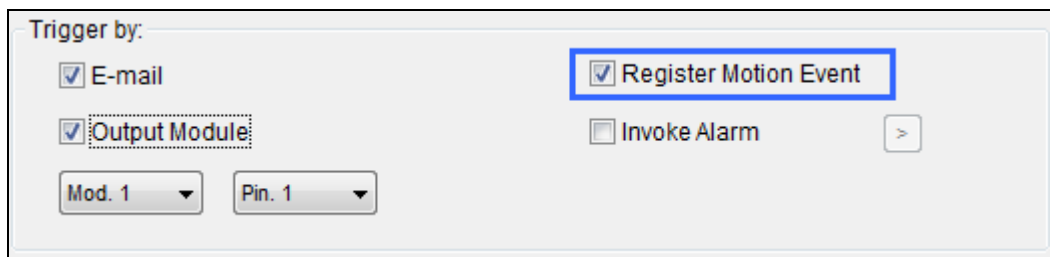 Trigger by:
E-mail
Register Motion Event
Output Module
Invoke Alarm
>
Mod. 1
Pin. 1